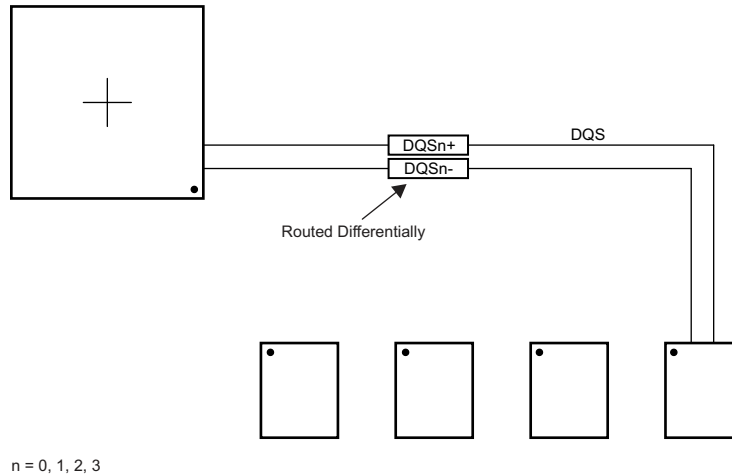 DQSn+
DQS
DQSn-
Routed Differentially
n = 0, 1, 2, 3